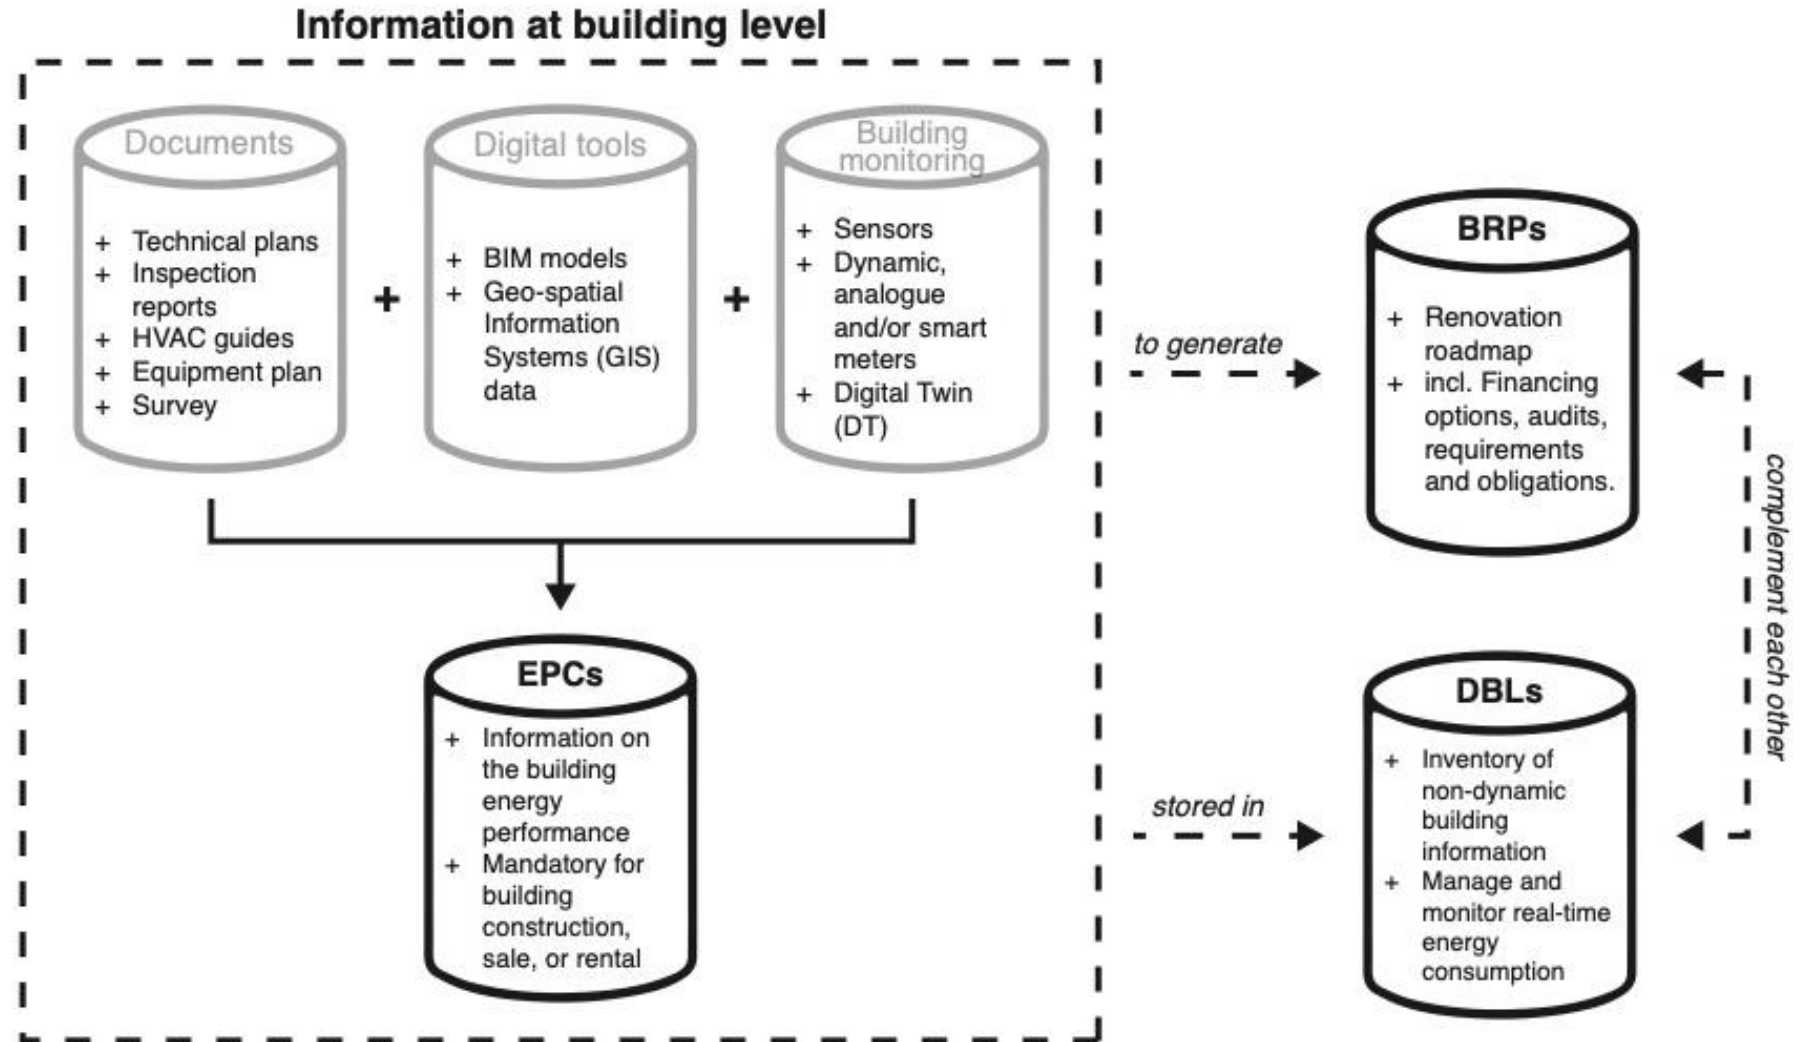 Information at building level
Documents
+ Technical plans
+ Inspection
reports
+ HVAC guides
+ Equipment plan
+ Survey
+
Digital tools
+ BIM models
+ Geo-spatial
Information
Systems (GIS)
data
+
Building
monitoring
+ Sensors
+ Dynamic,
analogue
and/or smart
meters
+ Digital Twin
(DT)
EPCs
+ Information on
the building
energy
performance
+ Mandatory for
building
construction,
sale, or rental
to generate
BRPs
+ Renovation
roadmap
+ incl. Financing
options, audits,
requirements
and obligations.
stored in
DBLs
+ Inventory of
non-dynamic
building
information
+ Manage and
monitor real-time
energy
consumption
complement each other